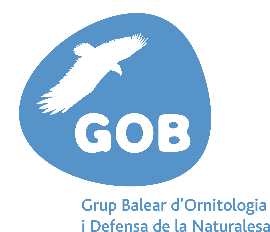 GOB
Grup Balear d'Ornitologia
i Defensa de la Naturalesa